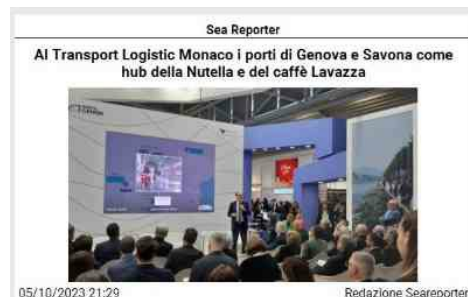 Sea Reporter
Al Transport Logistic Monaco i porti di Genova e Savona come
hub della Nutella e del caffè Lavazza
05/10/2023 21:29
Redazione Seareporter